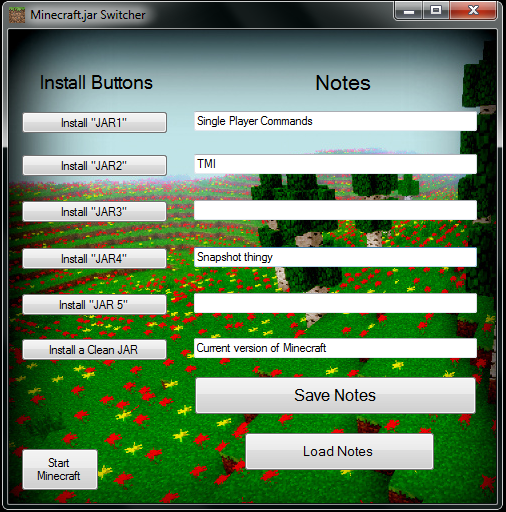 Minecraft.jar Switcher
Install Buttons
Notes
Install "JAR1"
Single Player Commands
Install "JAR2"
TMI
Install "JAR3"
Install "JAR4"
Snapshot thingy
Install "JAR 5"
Install a Clean JAR
Current version of Minecraft
Save Notes
Load Notes
Start
Minecraft